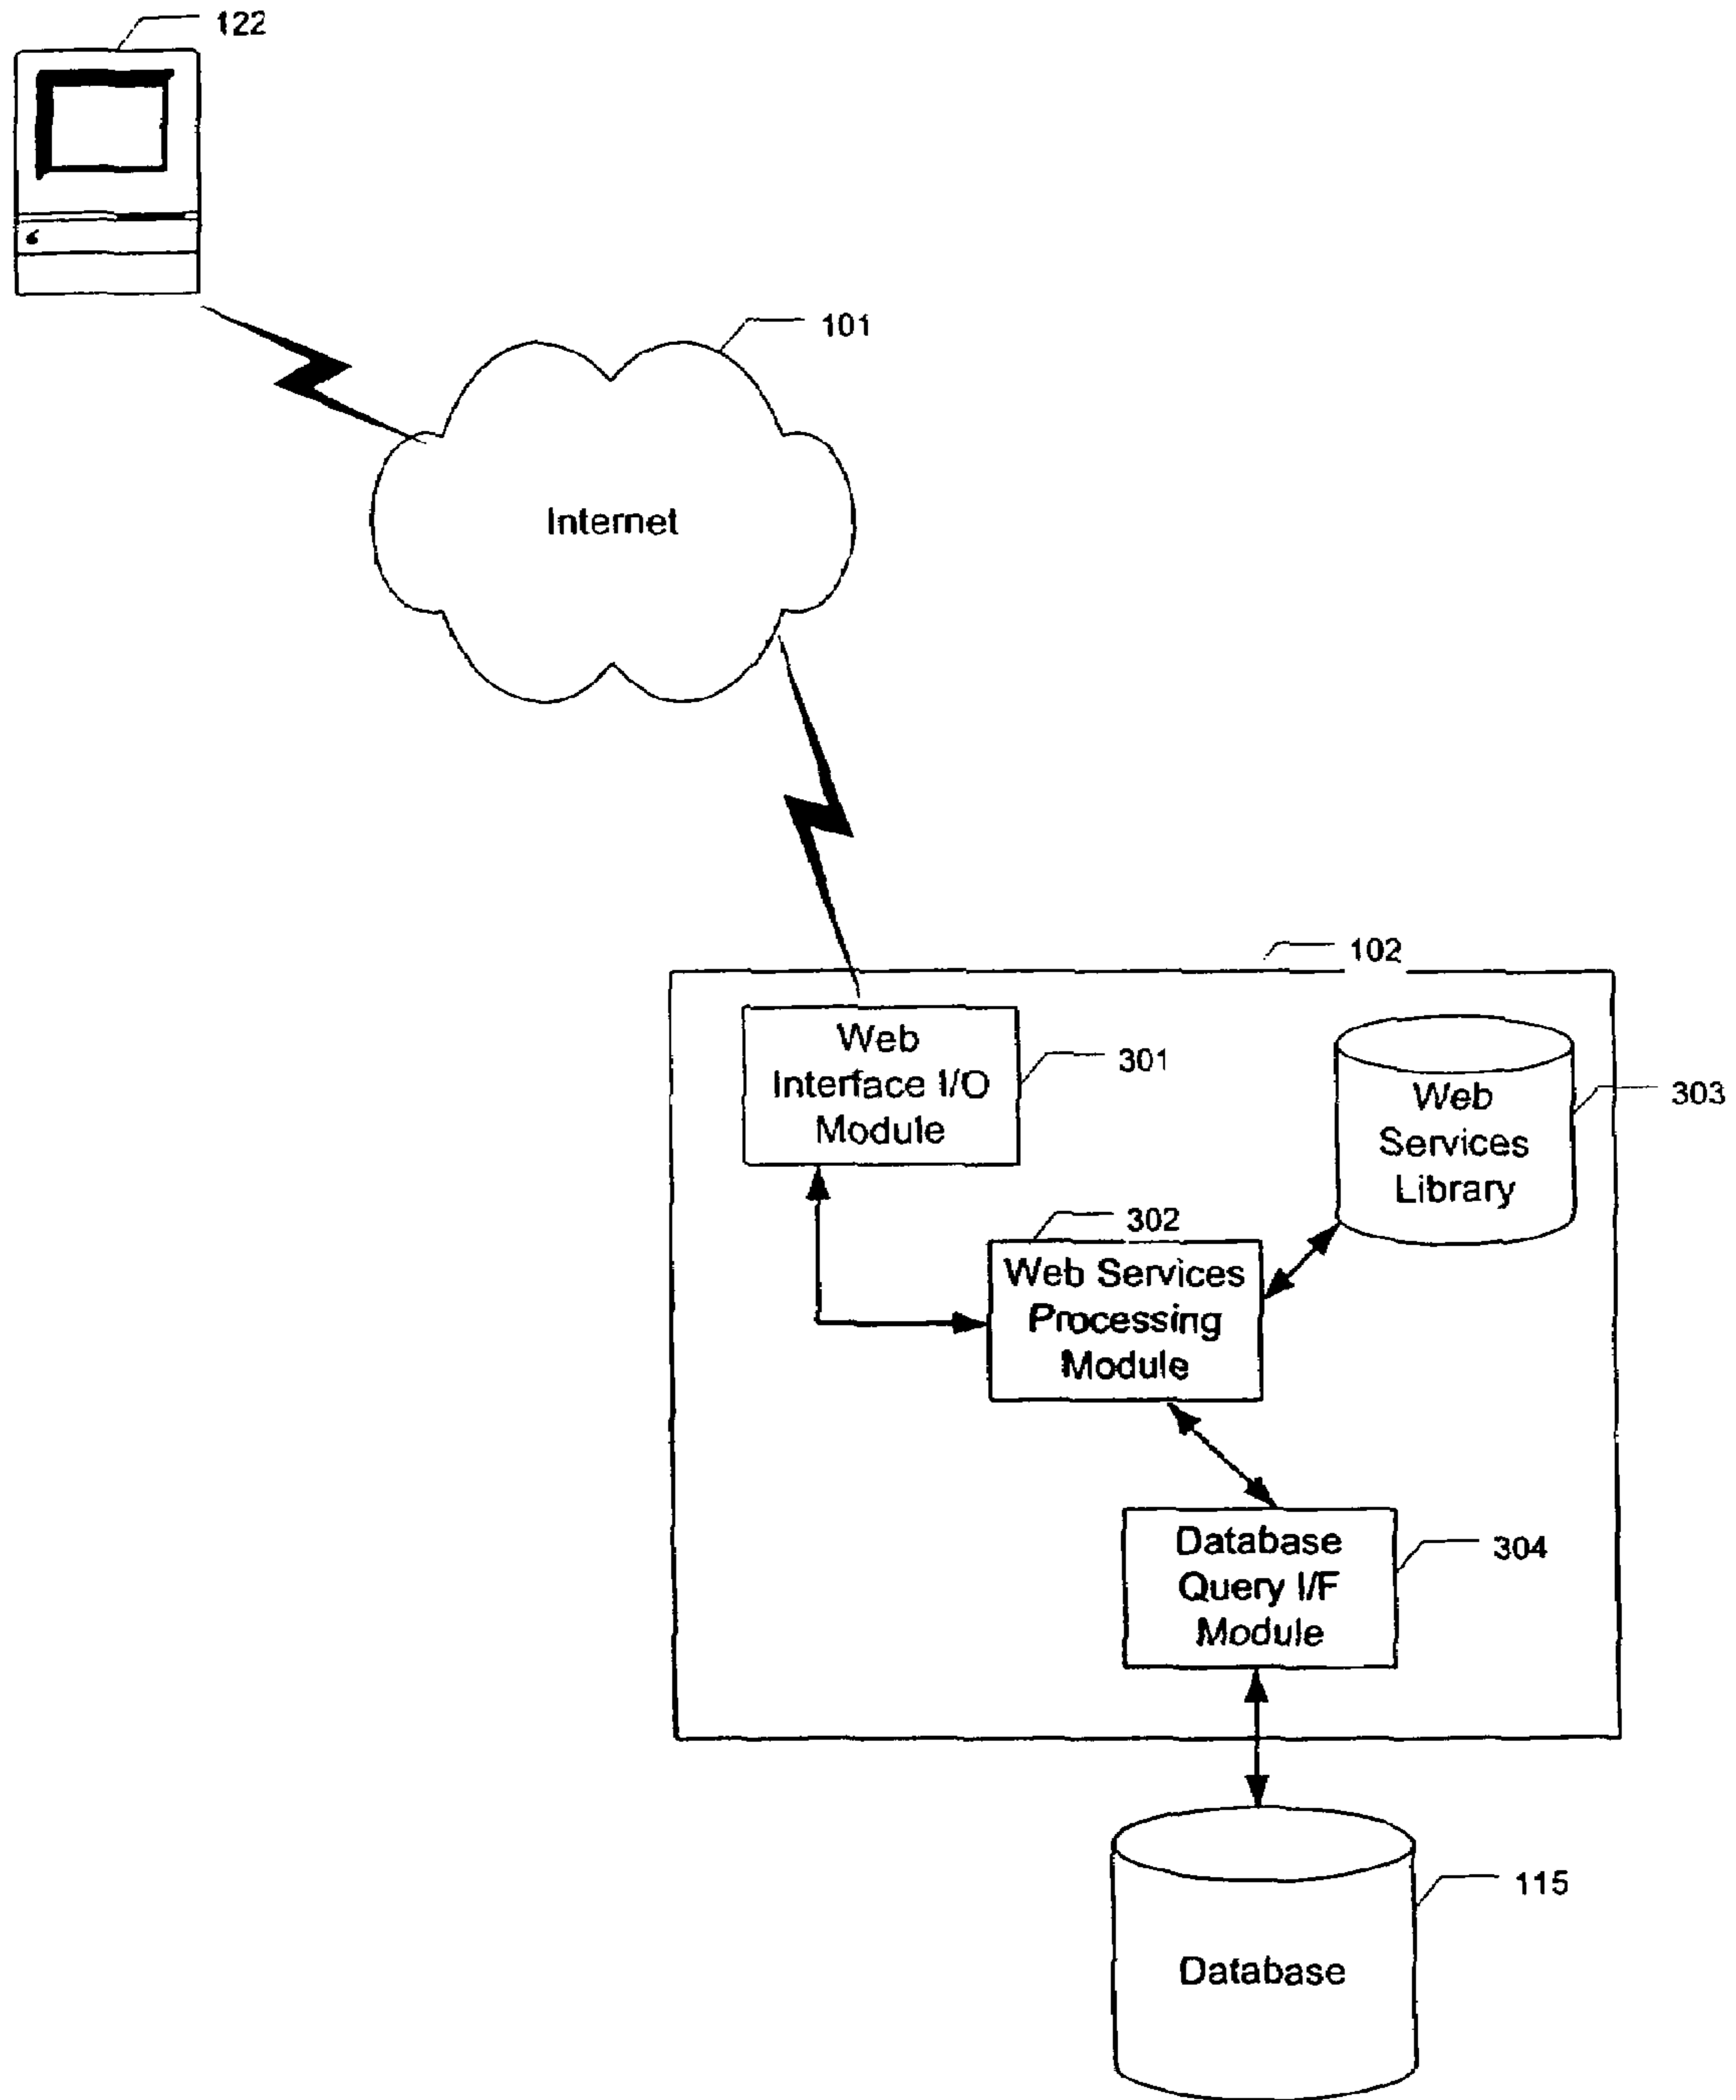 122
101
Internet
102
Web
Interface I/O
Module
301
Web
Services
Library
303
302
Web Services
Processing
Module
Database
Query I/F
Module
304
115
Database